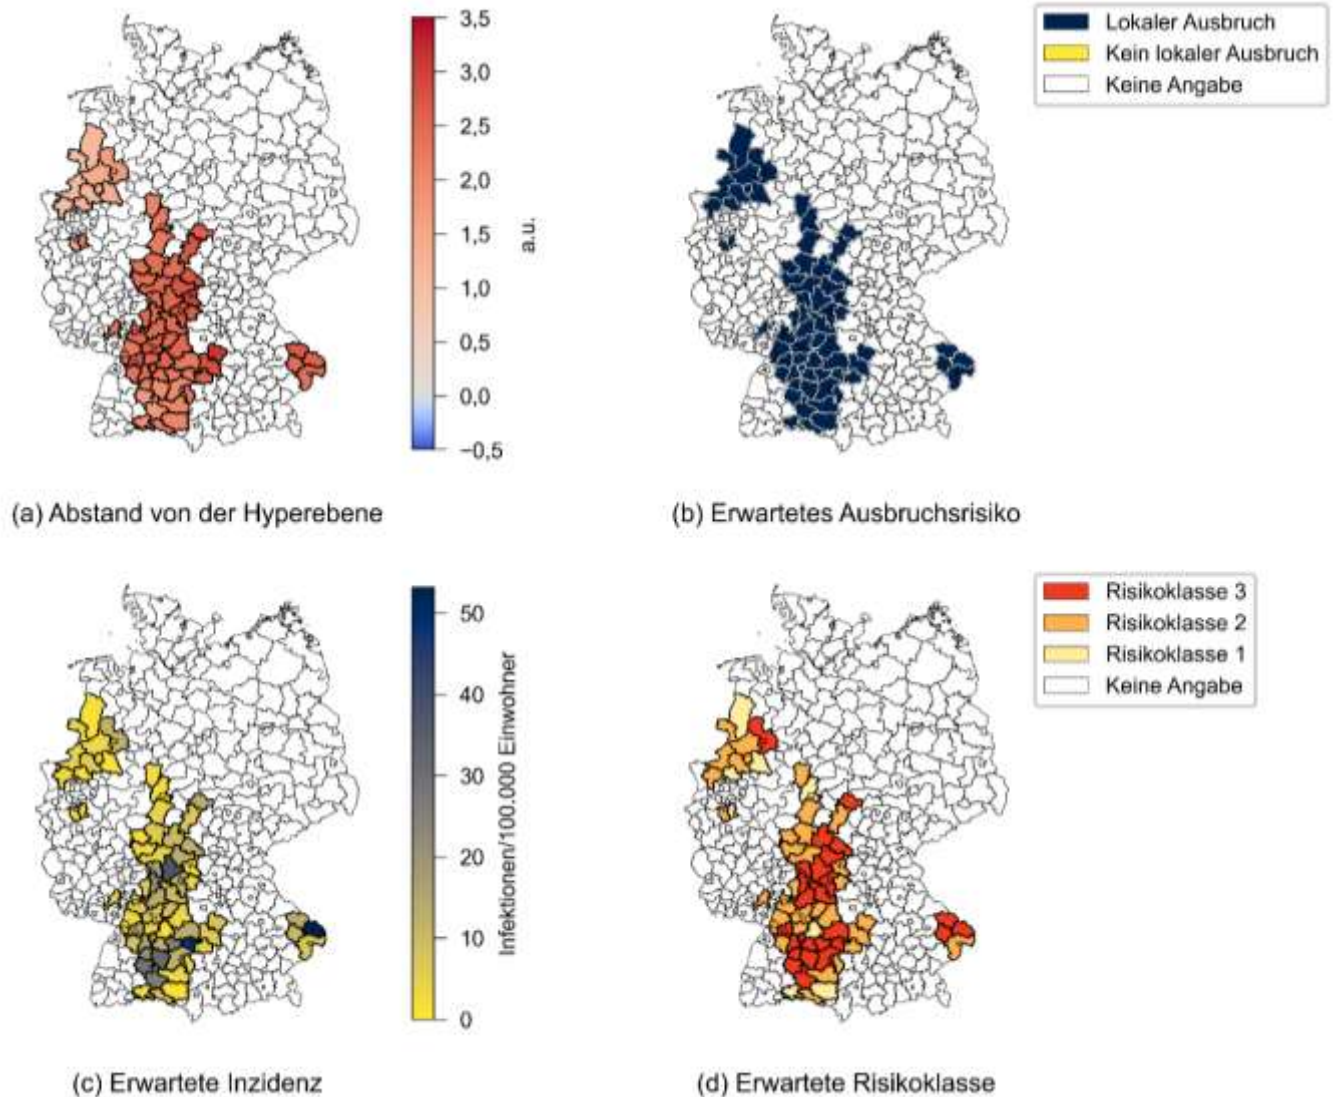 3,5
3,0
2,5
2,0
1,5
1,0
0,5
0,0
−0,5
a.u.
Lokaler Ausbruch
Kein lokaler Ausbruch
Keine Angabe
(a) Abstand von der Hyperebene
(b) Erwartetes Ausbruchsrisiko
50
40
30
20
10
0
Infektionen/100.000 Einwohner
Risikoklasse 3
Risikoklasse 2
Risikoklasse 1
Keine Angabe
(c) Erwartete Inzidenz
(d) Erwartete Risikoklasse